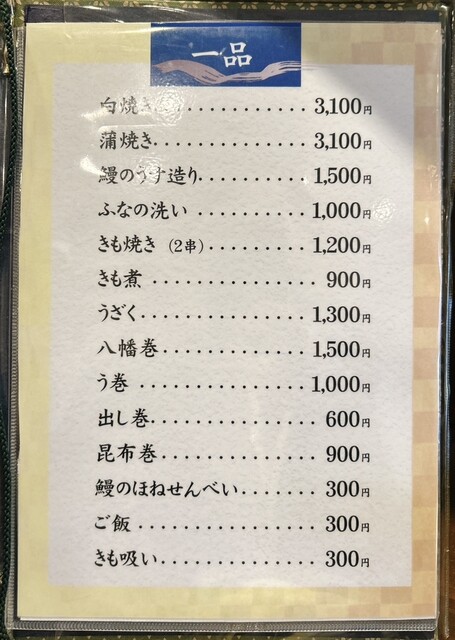 一品
白焼き............3,100円
蒲焼き............3,100円
鰻のうす造り.........1,500円
ふなの洗い.........1,000円
きも焼き（2串）........1,200円
きも煮............900円
うざく............1,300円
八幡巻............1,500円
う巻............1,000円
出し巻............600円
昆布巻............900円
鰻のほねせんべい......300円
ご飯............300円
きも吸い............300円